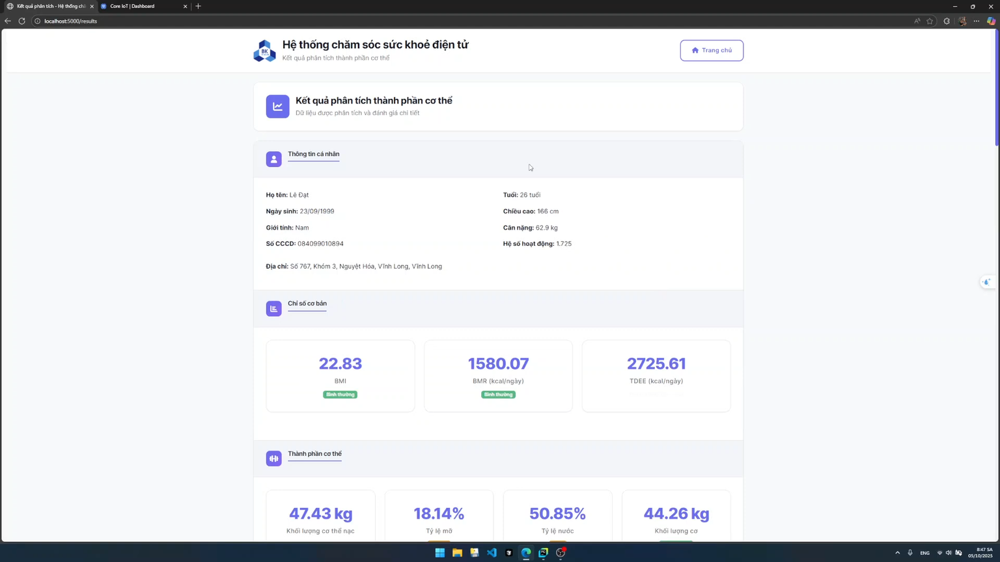 Kết quả phân tích - Hệ thống ch
Core IoT | Dashboard
localhost:5000/results
BK
Hệ thống chăm sóc sức khoẻ điện tử
Kết quả phân tích thành phần cơ thể
Trang chủ
Kết quả phân tích thành phần cơ thể
Dữ liệu được phân tích và đánh giá chi tiết
Thông tin cá nhân
Họ tên: Lê Đạt
Tuổi: 26 tuổi
Ngày sinh: 23/09/1999
Chiều cao: 166 cm
Giới tính: Nam
Cân nặng: 62.9 kg
Số CCCD: 084099010894
Hệ số hoạt động: 1.725
Địa chỉ: Số 767, Khóm 3, Nguyệt Hóa, Vĩnh Long, Vĩnh Long
Chỉ số cơ bản
22.83
BMI
Bình thường
1580.07
BMR (kcal/ngày)
Bình thường
2725.61
TDEE (kcal/ngày)
Thành phần cơ thể
47.43 kg
Khối lượng cơ thể nạc
18.14%
Tỷ lệ mỡ
50.85%
Tỷ lệ nước
44.26 kg
Khối lượng cơ
ENG
8:47 SA
05/10/2025